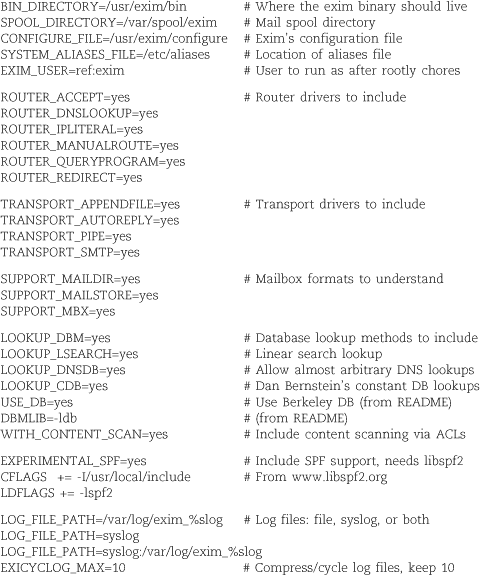 BIN_DIRECTORY=/usr/exim/bin # Where the exim binary should live
SPOOL_DIRECTORY=/var/spool/exim # Mail spool directory
CONFIGURE_FILE=/usr/exim/configure # Exim's configuration file
SYSTEM_ALIASES_FILE=/etc/aliases # Location of aliases file
EXIM_USER=ref:exim # User to run as after rootly chores
ROUTER_ACCEPT=yes # Router drivers to include
ROUTER_DNSLOOKUP=yes
ROUTER_IPLITERAL=yes
ROUTER_MANUALROUTE=yes
ROUTER_QUERYPROGRAM=yes
ROUTER_REDIRECT=yes
TRANSPORT_APPENDFILE=yes # Transport drivers to include
TRANSPORT_AUTOREPLY=yes
TRANSPORT_PIPE=yes
TRANSPORT_SMTP=yes
SUPPORT_MAILDIR=yes # Mailbox formats to understand
SUPPORT_MAILSTORE=yes
SUPPORT_MBX=yes
LOOKUP_DBM=yes # Database lookup methods to include
LOOKUP_LSEARCH=yes # Linear search lookup
LOOKUP_DNSDB=yes # Allow almost arbitrary DNS lookups
LOOKUP_CDB=yes # Dan Bernstein's constant DB lookups
USE_DB=yes # Use Berkeley DB (from README)
DBMLIB=-ldb # (from README)
WITH_CONTENT_SCAN=yes # Include content scanning via ACLs
EXPERIMENTAL_SPF=yes # Include SPF support, needs libspf2
CFLAGS += -I/usr/local/include # From www.libspf2.org
LDFLAGS += -lspf2
LOG_FILE_PATH=/var/log/exim_%slog # Log files: file, syslog, or both
LOG_FILE_PATH=syslog
LOG_FILE_PATH=syslog:/var/log/exim_%slog
EXICYCLOG_MAX=10 # Compress/cycle log files, keep 10